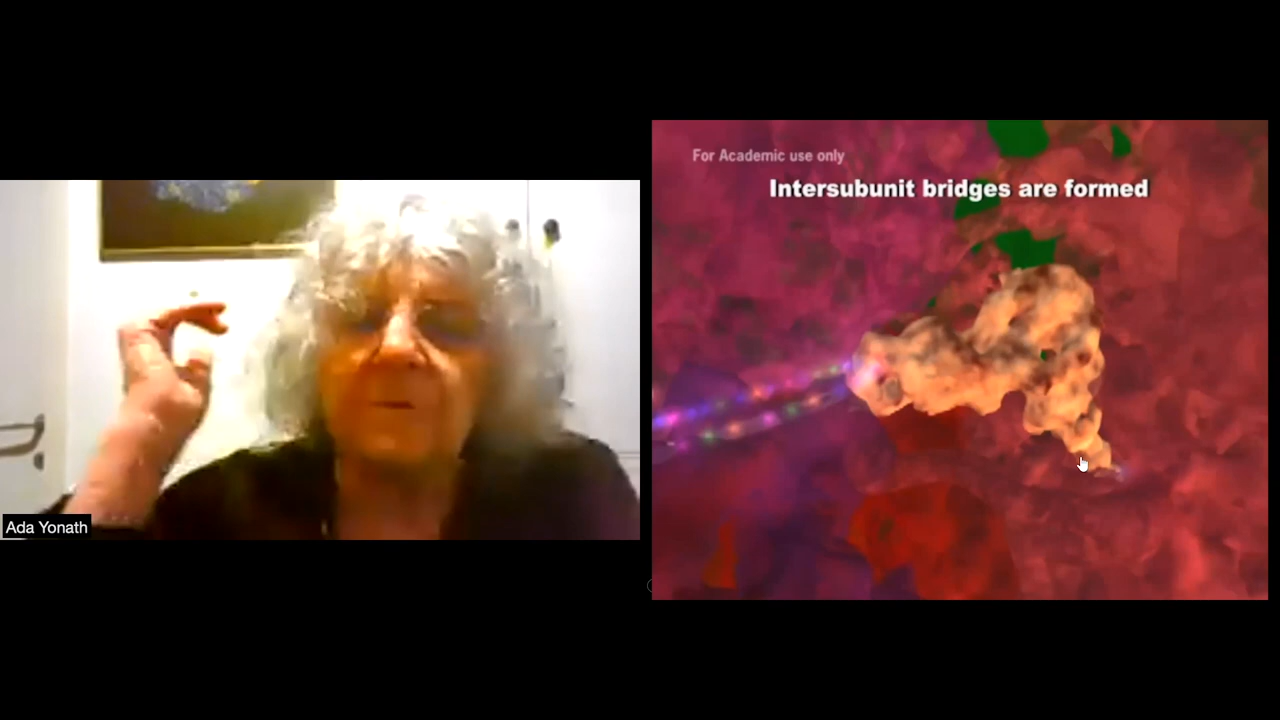 For Academic use only
Intersubunit bridges are formed
Ada Yonath